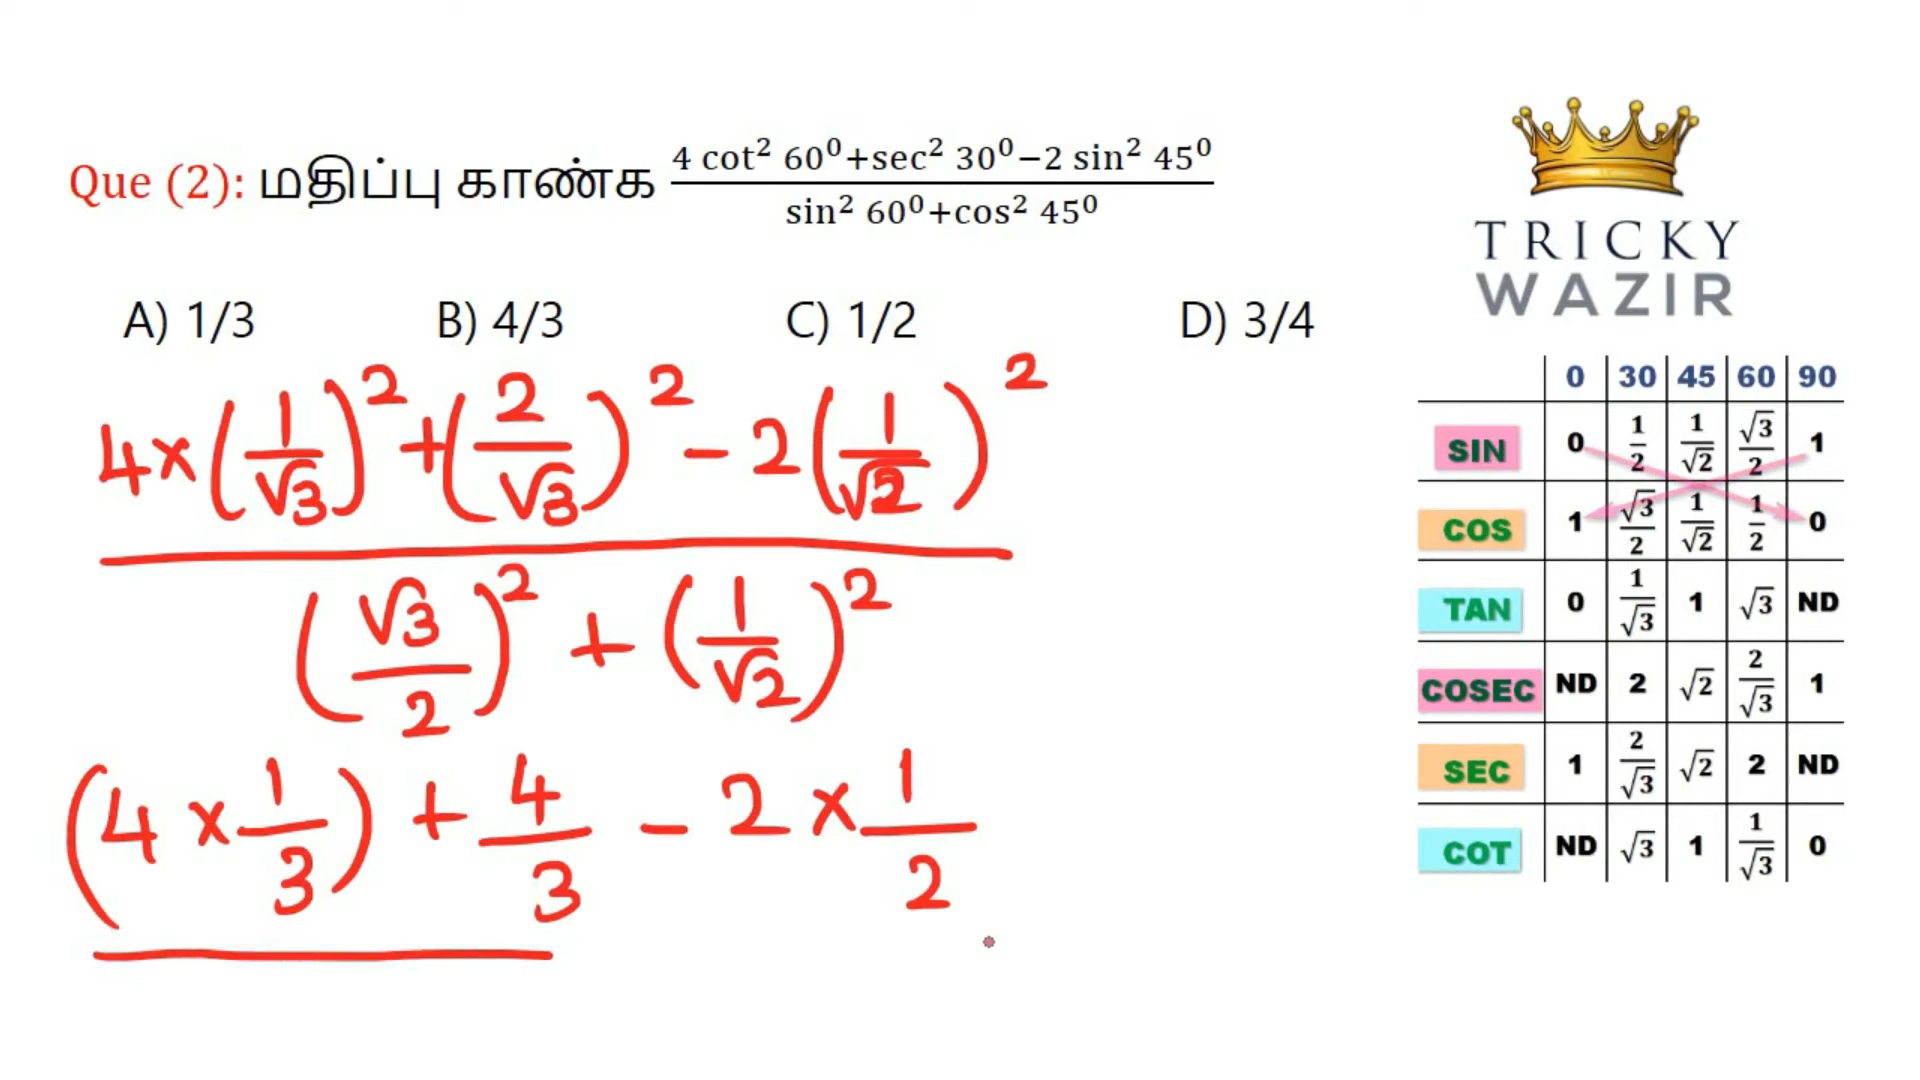 Que (2): மதிப்பு காண்க (4 cot² 60⁰+sec² 30⁰−2 sin² 45⁰)/(sin² 60⁰+cos² 45⁰)
A) 1/3 B) 4/3 C) 1/2 D) 3/4
4×(1/√3)² + (2/√3)² − 2(1/√2)²
(√3/2)² + (1/√2)²
(4 × 1/3) + 4/3 − 2 × 1/2
TRICKY
WAZIR
0 30 45 60 90
SIN 0 1/2 1/√2 √3/2 1
COS 1 √3/2 1/√2 1/2 0
TAN 0 1/√3 1 √3 ND
COSEC ND 2 √2 2/√3 1
SEC 1 2/√3 √2 2 ND
COT ND √3 1 1/√3 0